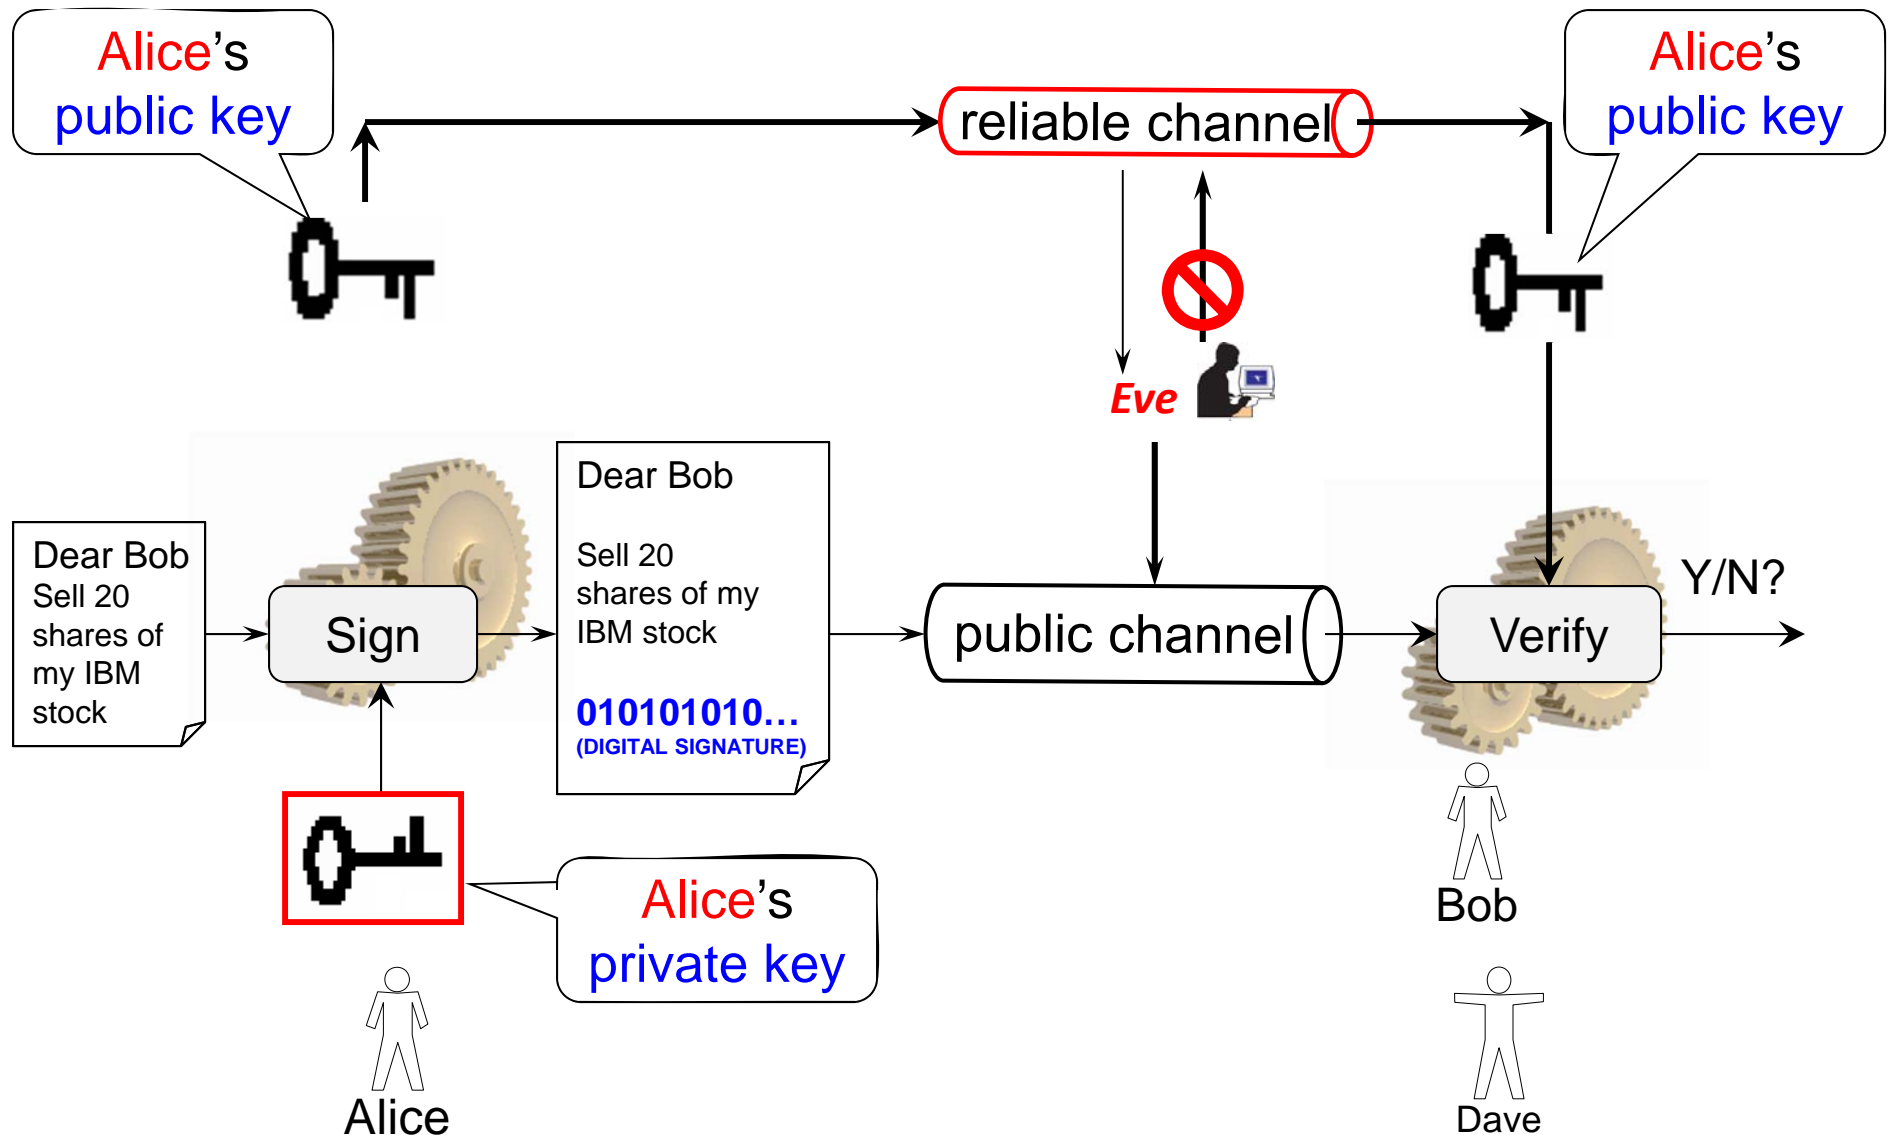 Alice's
public key
reliable channel
Alice's
public key
Eve
Dear Bob
Sell 20
shares of
my IBM
stock
Sign
Dear Bob
Sell 20
shares of my
IBM stock
010101010...
(DIGITAL SIGNATURE)
public channel
Verify
Y/N?
Alice's
private key
Alice
Bob
Dave